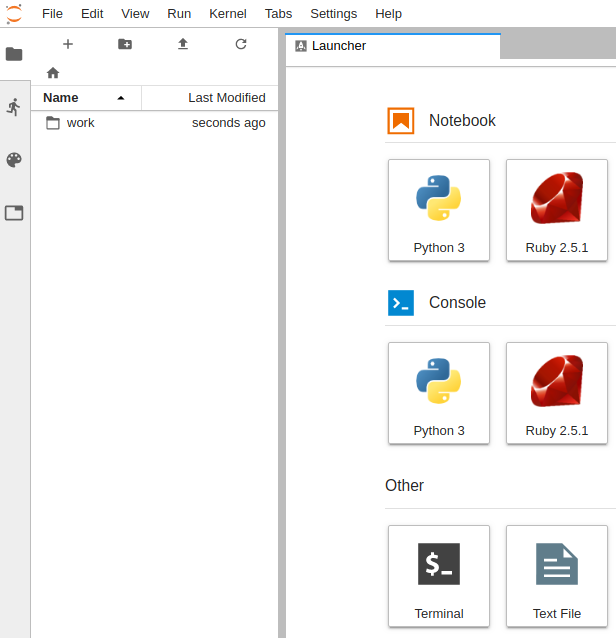 File Edit View Run Kernel Tabs Settings Help
Launcher
Name Last Modified
work seconds ago
Notebook
Python 3 Ruby 2.5.1
Console
Python 3 Ruby 2.5.1
Other
$_
Terminal Text File